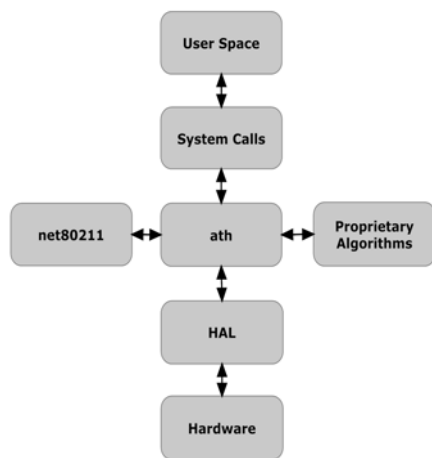 User Space
System Calls
net80211
ath
Proprietary
Algorithms
HAL
Hardware